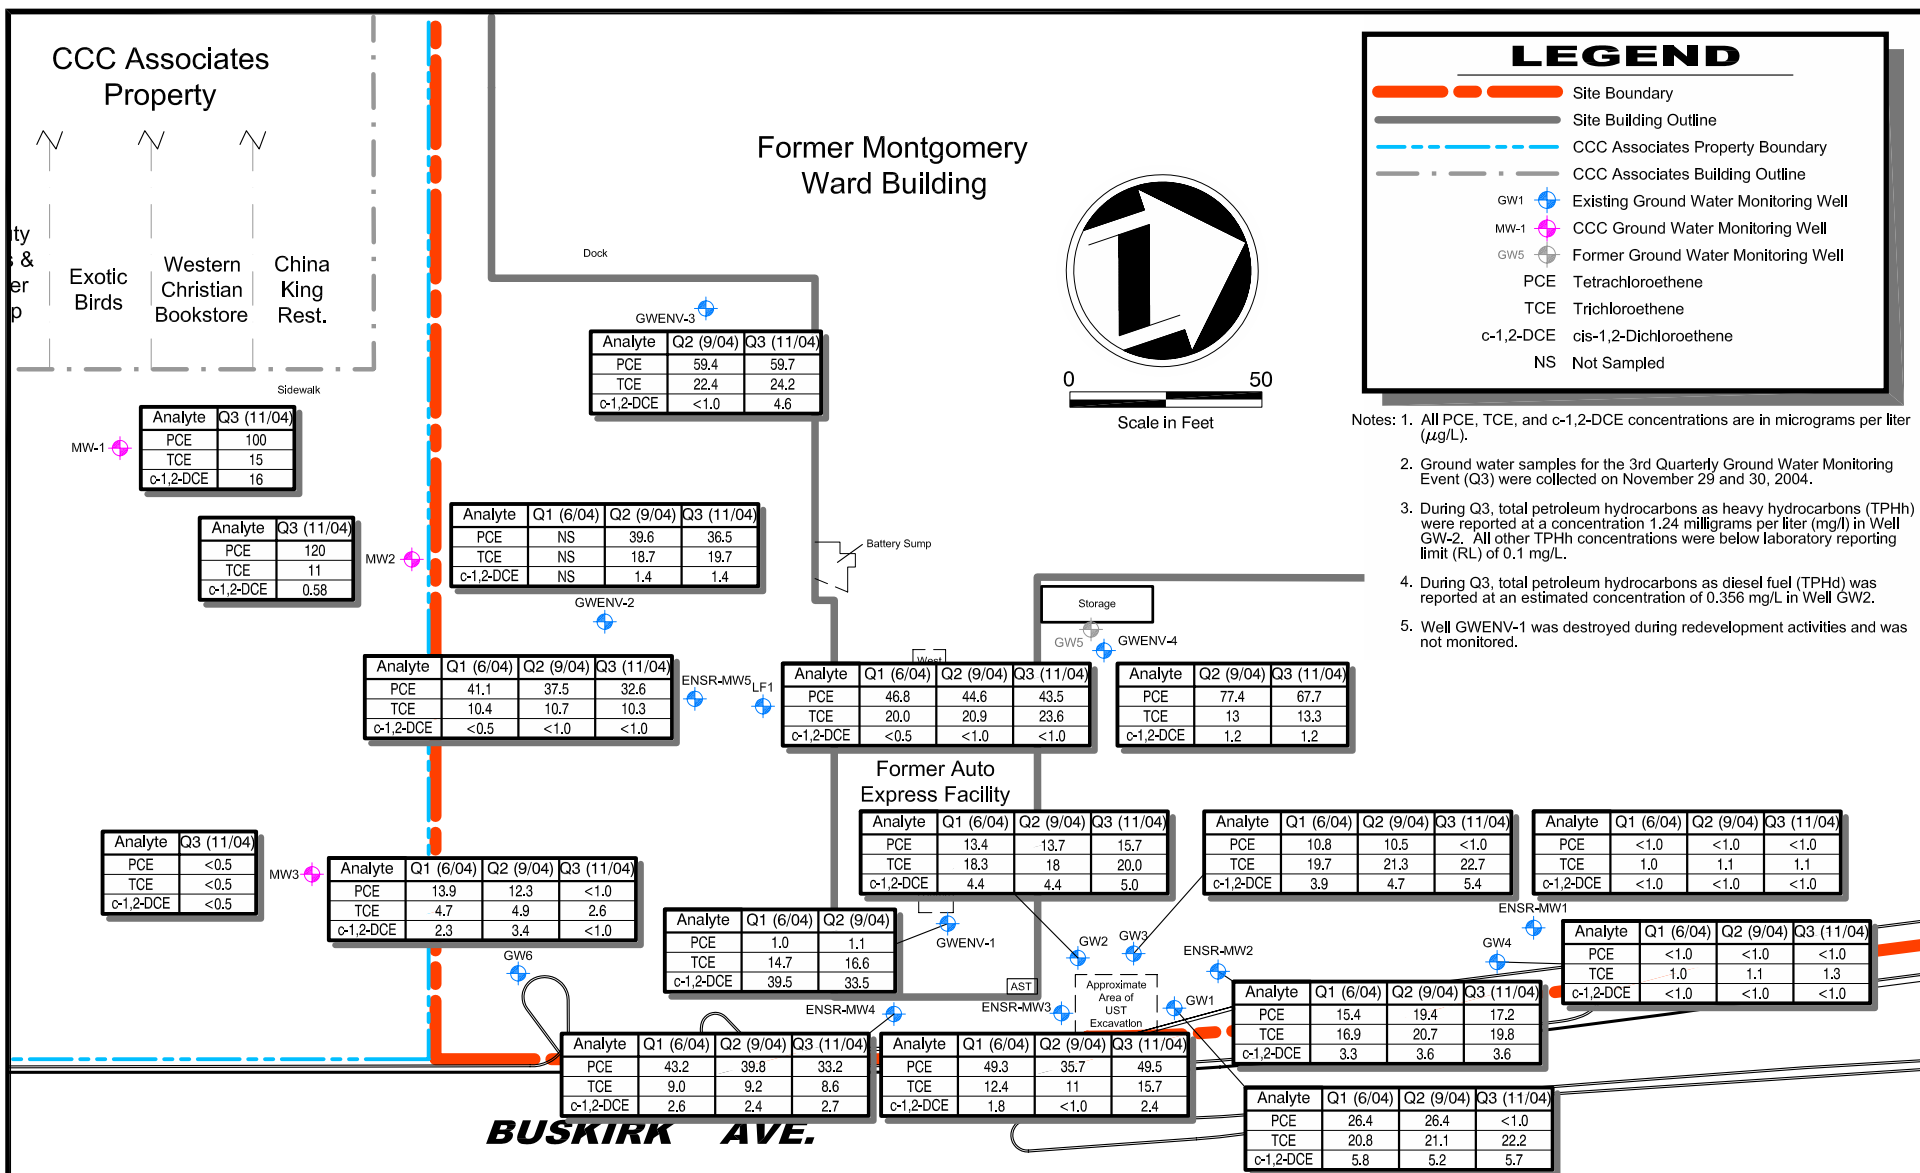 CCC Associates
Property
ity
s &
er
p
Exotic
Birds
Western
Christian
Bookstore
China
King
Rest.
Sidewalk
Former Montgomery
Ward Building
Dock
0 50
Scale in Feet
LEGEND
Site Boundary
Site Building Outline
CCC Associates Property Boundary
CCC Associates Building Outline
GW1 Existing Ground Water Monitoring Well
MW-1 CCC Ground Water Monitoring Well
GW5 Former Ground Water Monitoring Well
PCE Tetrachloroethene
TCE Trichloroethene
c-1,2-DCE cis-1,2-Dichloroethene
NS Not Sampled
Notes: 1. All PCE, TCE, and c-1,2-DCE concentrations are in micrograms per liter
(µg/L).
2. Ground water samples for the 3rd Quarterly Ground Water Monitoring
Event (Q3) were collected on November 29 and 30, 2004.
3. During Q3, total petroleum hydrocarbons as heavy hydrocarbons (TPHh)
were reported at a concentration 1.24 milligrams per liter (mg/l) in Well
GW-2. All other TPHh concentrations were below laboratory reporting
limit (RL) of 0.1 mg/L.
4. During Q3, total petroleum hydrocarbons as diesel fuel (TPHd) was
reported at an estimated concentration of 0.356 mg/L in Well GW2.
5. Well GWENV-1 was destroyed during redevelopment activities and was
not monitored.
GWENV-3
Analyte Q2 (9/04) Q3 (11/04)
PCE 59.4 59.7
TCE 22.4 24.2
c-1,2-DCE <1.0 4.6
MW-1
Analyte Q3 (11/04)
PCE 100
TCE 15
c-1,2-DCE 16
Analyte Q3 (11/04)
PCE 120
TCE 11
c-1,2-DCE 0.58
MW2
Analyte Q1 (6/04) Q2 (9/04) Q3 (11/04)
PCE NS 39.6 36.5
TCE NS 18.7 19.7
c-1,2-DCE NS 1.4 1.4
GWENV-2
Battery Sump
Storage
GW5
GWENV-4
West
Analyte Q1 (6/04) Q2 (9/04) Q3 (11/04)
PCE 41.1 37.5 32.6
TCE 10.4 10.7 10.3
c-1,2-DCE <0.5 <1.0 <1.0
ENSR-MW5
LF1
Analyte Q1 (6/04) Q2 (9/04) Q3 (11/04)
PCE 46.8 44.6 43.5
TCE 20.0 20.9 23.6
c-1,2-DCE <0.5 <1.0 <1.0
Analyte Q2 (9/04) Q3 (11/04)
PCE 77.4 67.7
TCE 13 13.3
c-1,2-DCE 1.2 1.2
Former Auto
Express Facility
Analyte Q3 (11/04)
PCE <0.5
TCE <0.5
c-1,2-DCE <0.5
MW3
Analyte Q1 (6/04) Q2 (9/04) Q3 (11/04)
PCE 13.9 12.3 <1.0
TCE 4.7 4.9 2.6
c-1,2-DCE 2.3 3.4 <1.0
GW6
Analyte Q1 (6/04) Q2 (9/04) Q3 (11/04)
PCE 13.4 13.7 15.7
TCE 18.3 18 20.0
c-1,2-DCE 4.4 4.4 5.0
Analyte Q1 (6/04) Q2 (9/04) Q3 (11/04)
PCE 10.8 10.5 <1.0
TCE 19.7 21.3 22.7
c-1,2-DCE 3.9 4.7 5.4
Analyte Q1 (6/04) Q2 (9/04) Q3 (11/04)
PCE <1.0 <1.0 <1.0
TCE 1.0 1.1 1.1
c-1,2-DCE <1.0 <1.0 <1.0
ENSR-MW1
Analyte Q1 (6/04) Q2 (9/04)
PCE 1.0 1.1
TCE 14.7 16.6
c-1,2-DCE 39.5 33.5
GWENV-1
GW2
GW3
ENSR-MW2
GW4
Analyte Q1 (6/04) Q2 (9/04) Q3 (11/04)
PCE <1.0 <1.0 <1.0
TCE 1.0 1.1 1.3
c-1,2-DCE <1.0 <1.0 <1.0
AST
Approximate
Area of
UST
Excavation
ENSR-MW4
ENSR-MW3
GW1
Analyte Q1 (6/04) Q2 (9/04) Q3 (11/04)
PCE 15.4 19.4 17.2
TCE 16.9 20.7 19.8
c-1,2-DCE 3.3 3.6 3.6
Analyte Q1 (6/04) Q2 (9/04) Q3 (11/04)
PCE 43.2 39.8 33.2
TCE 9.0 9.2 8.6
c-1,2-DCE 2.6 2.4 2.7
Analyte Q1 (6/04) Q2 (9/04) Q3 (11/04)
PCE 49.3 35.7 49.5
TCE 12.4 11 15.7
c-1,2-DCE 1.8 <1.0 2.4
Analyte Q1 (6/04) Q2 (9/04) Q3 (11/04)
PCE 26.4 26.4 <1.0
TCE 20.8 21.1 22.2
c-1,2-DCE 5.8 5.2 5.7
BUSKIRK AVE.